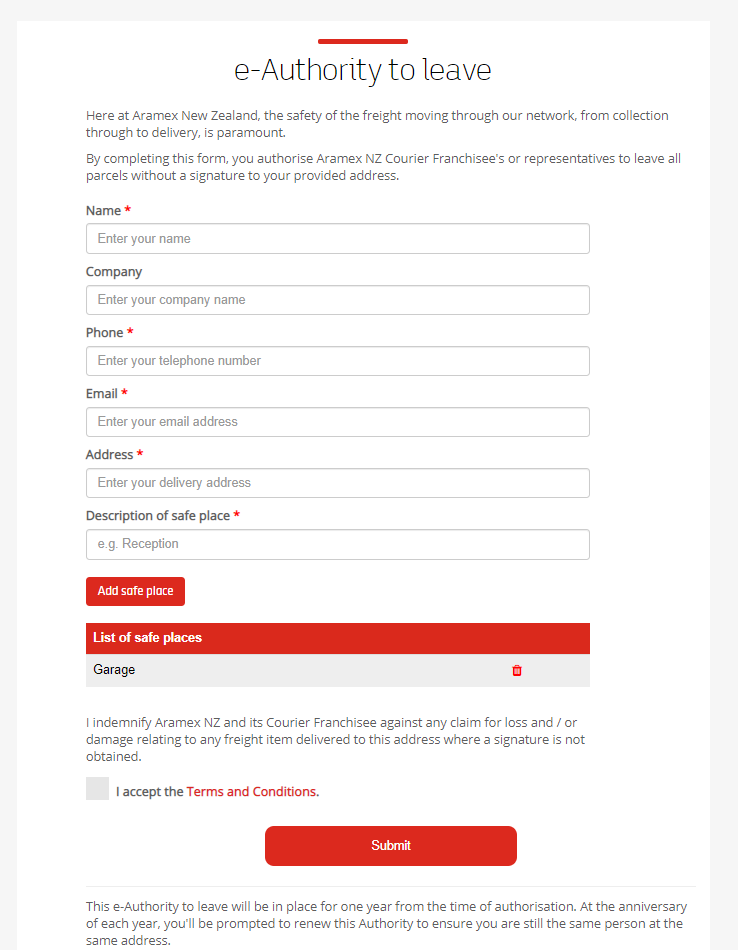 e-Authority to leave
Here at Aramex New Zealand, the safety of the freight moving through our network, from collection
through to delivery, is paramount.
By completing this form, you authorise Aramex NZ Courier Franchisee's or representatives to leave all
parcels without a signature to your provided address.
Name *
Enter your name
Company
Enter your company name
Phone *
Enter your telephone number
Email *
Enter your email address
Address *
Enter your delivery address
Description of safe place *
e.g. Reception
Add safe place
List of safe places
Garage
I indemnify Aramex NZ and its Courier Franchisee against any claim for loss and / or
damage relating to any freight item delivered to this address where a signature is not
obtained.
I accept the Terms and Conditions.
Submit
This e-Authority to leave will be in place for one year from the time of authorisation. At the anniversary
of each year, you'll be prompted to renew this Authority to ensure you are still the same person at the
same address.